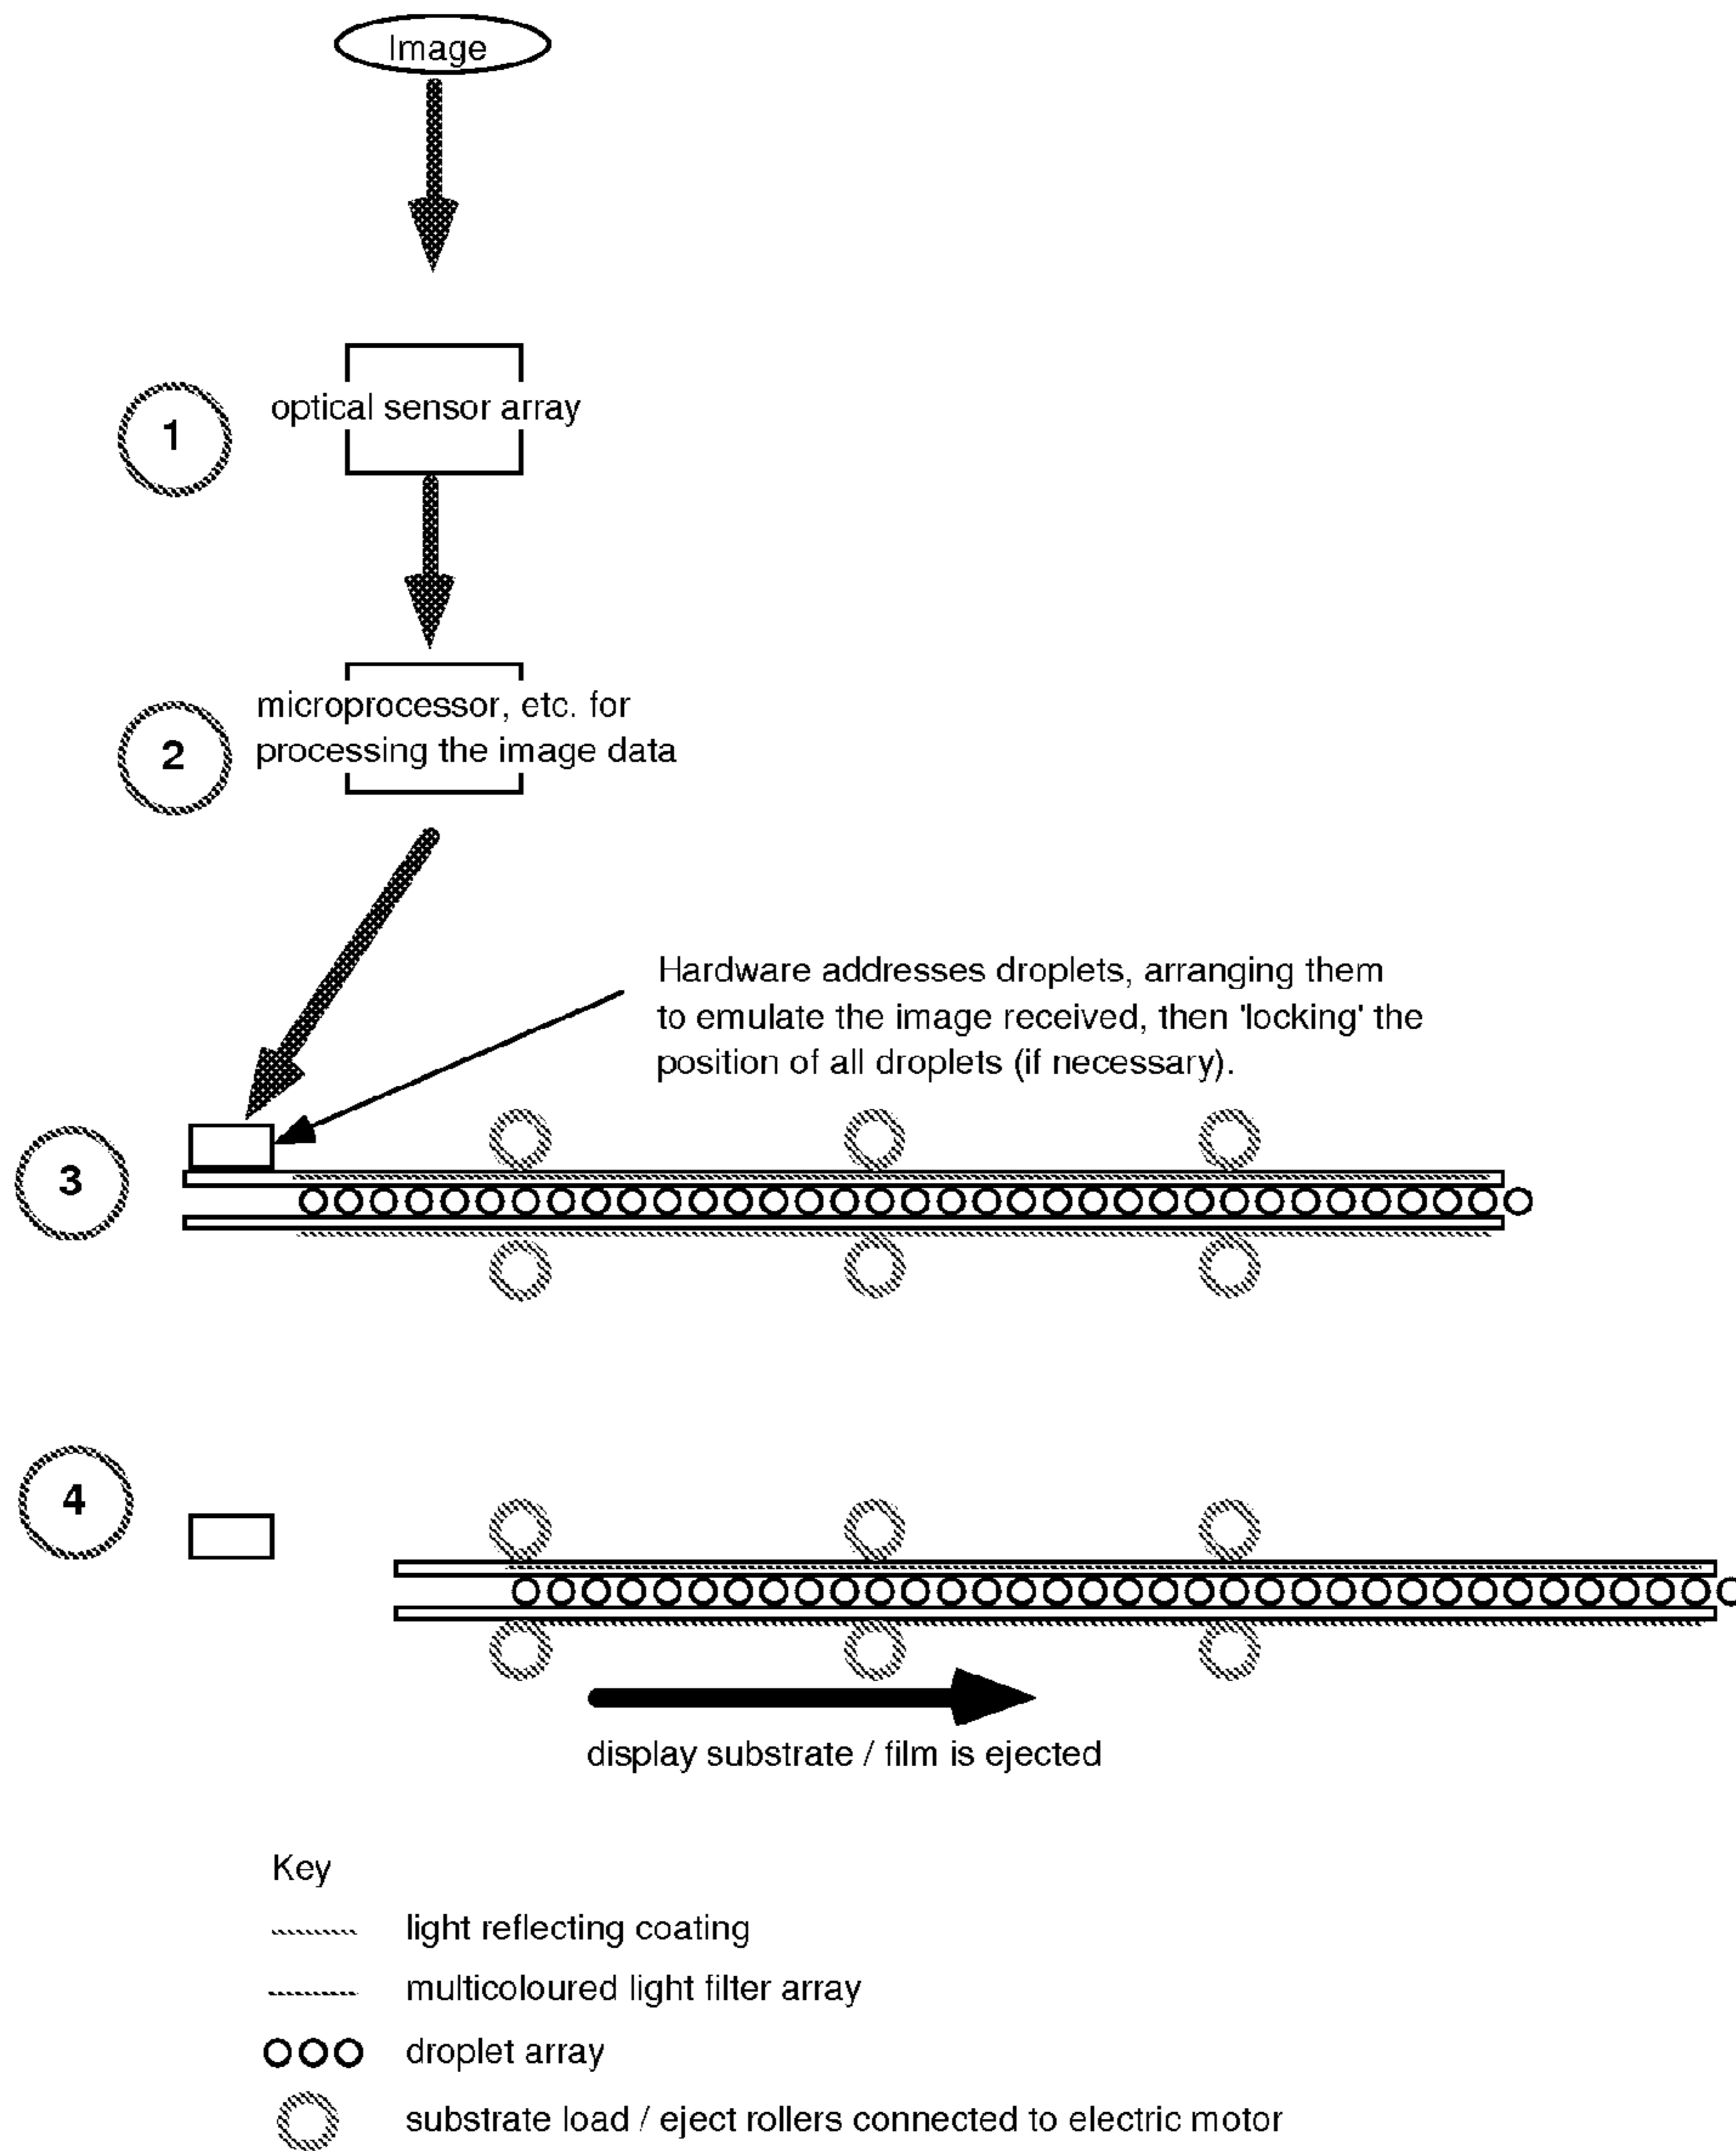 Image
1
optical sensor array
2
microprocessor, etc. for
processing the image data
Hardware addresses droplets, arranging them
to emulate the image received, then 'locking' the
position of all droplets (if necessary).
3
4
display substrate / film is ejected
Key
light reflecting coating
multicoloured light filter array
droplet array
substrate load / eject rollers connected to electric motor